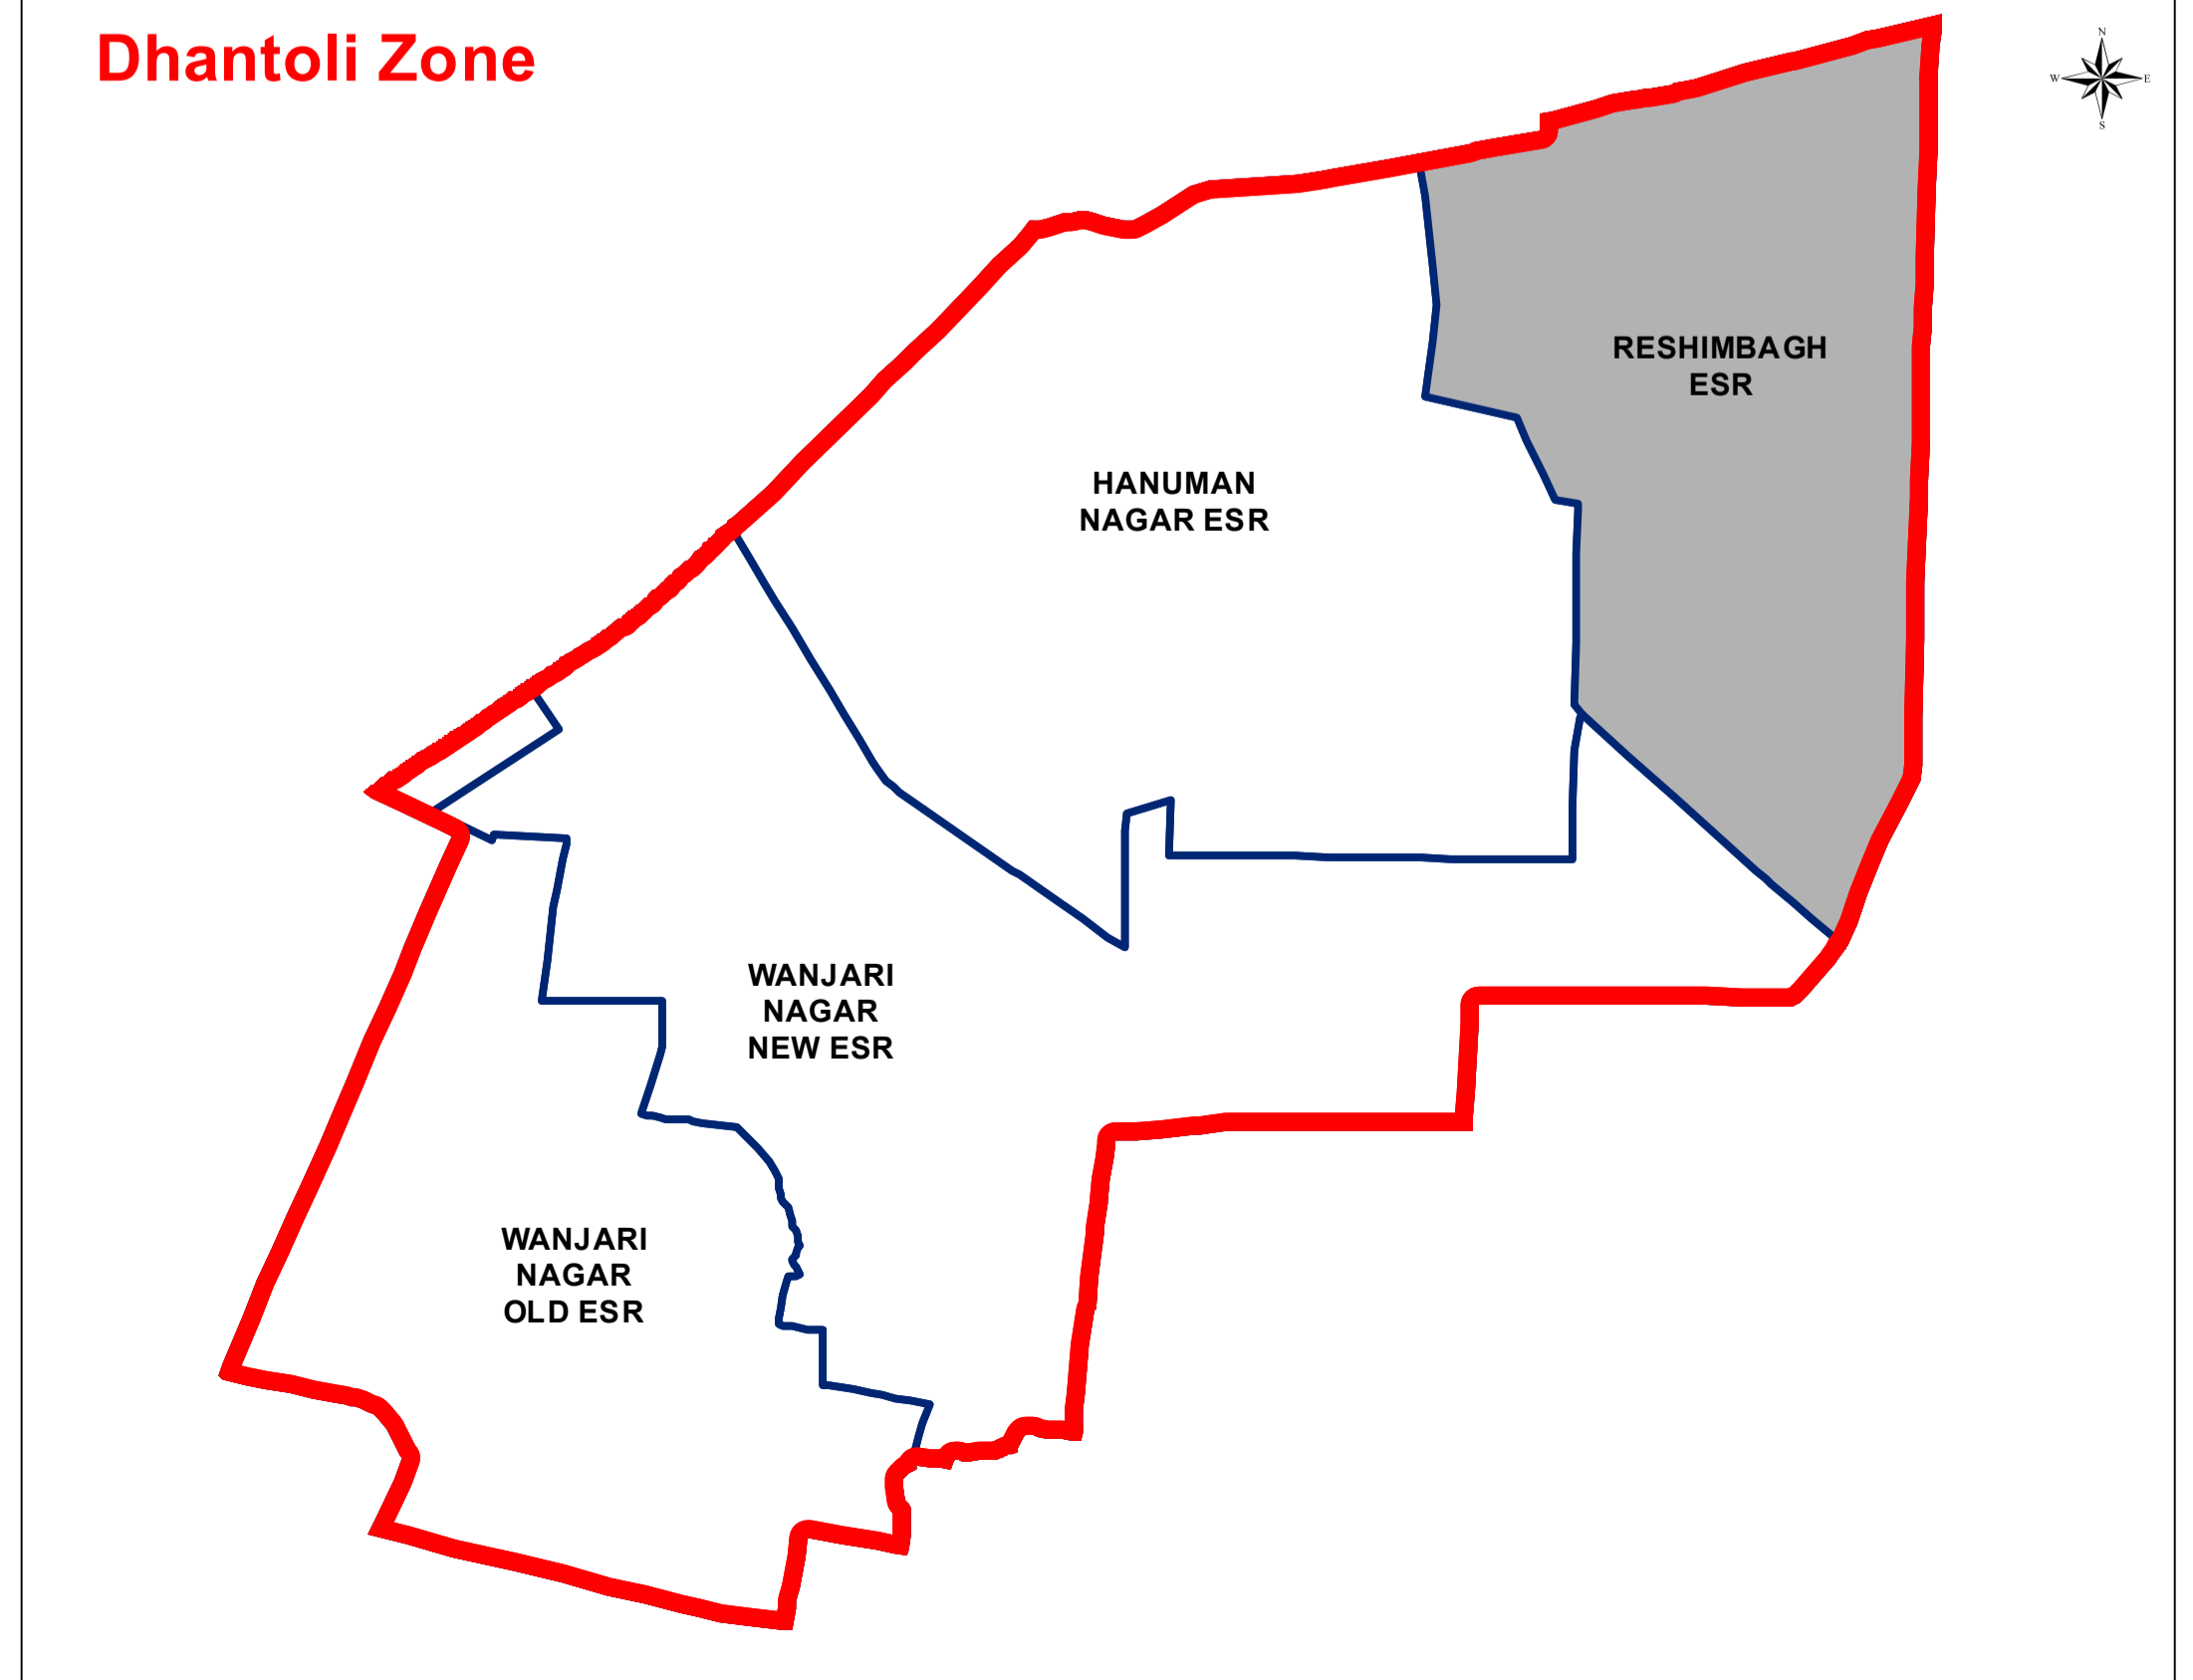 Dhantoli Zone
N
W
E
S
RESHIMBAGH
ESR
HANUMAN
NAGAR ESR
WANJARI
NAGAR
NEW ESR
WANJARI
NAGAR
OLD ESR